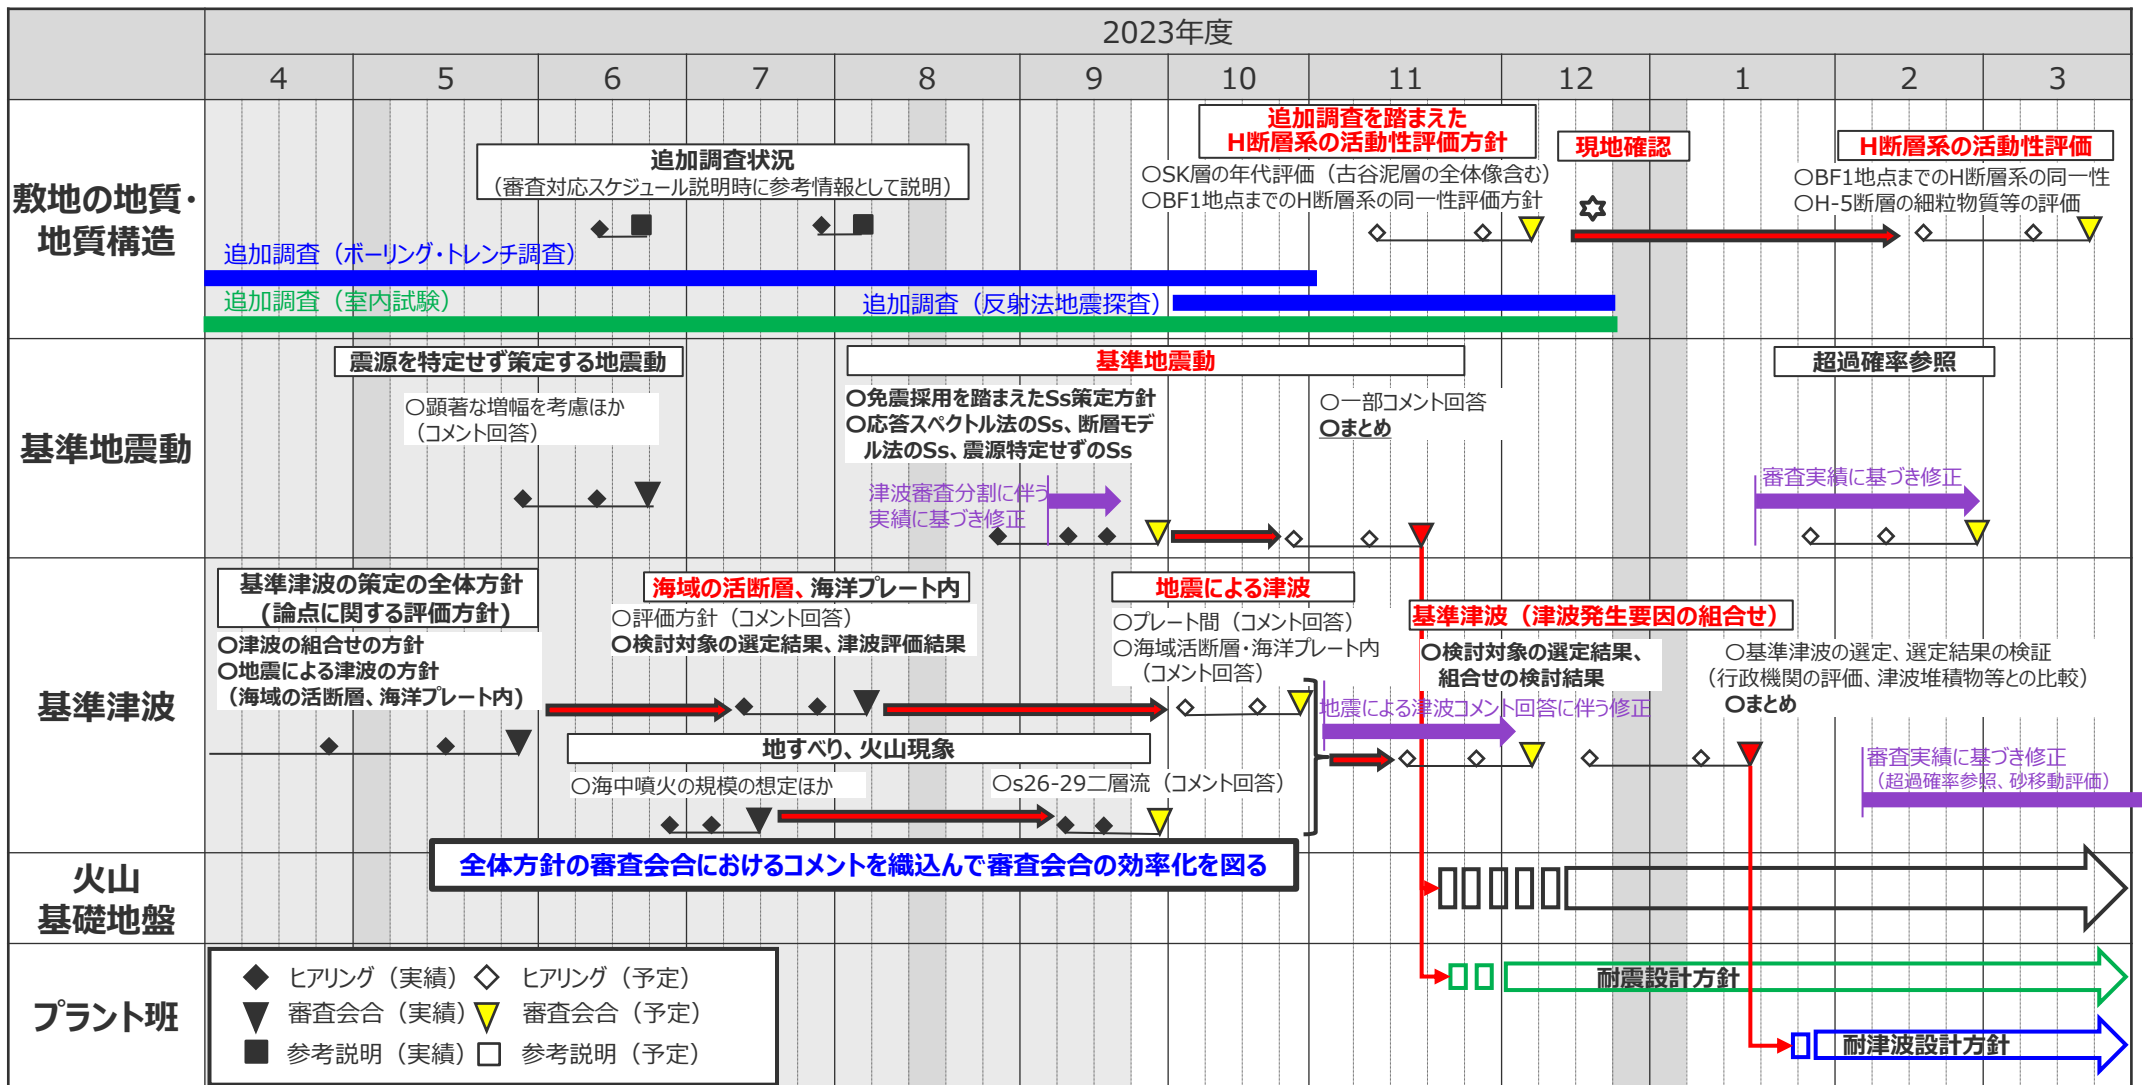 2023年度
4 5 6 7 8 9 10 11 12 1 2 3
敷地の地質・
地質構造
追加調査状況
（審査対応スケジュール説明時に参考情報として説明）
追加調査を踏まえた
H断層系の活動性評価方針
〇SK層の年代評価（古谷泥層の全体像含む）
〇BF1地点までのH断層系の同一性評価方針
現地確認
H断層系の活動性評価
〇BF1地点までのH断層系の同一性
〇H-5断層の細粒物質等の評価
追加調査（ボーリング・トレンチ調査）
追加調査（室内試験）
追加調査（反射法地震探査）
基準地震動
震源を特定せず策定する地震動
〇顕著な増幅を考慮ほか
（コメント回答）
基準地震動
〇免震採用を踏まえたSs策定方針
〇応答スペクトル法のSs、断層モデ
ル法のSs、震源特定せずのSs
津波審査分割に伴う
実績に基づき修正
〇一部コメント回答
〇まとめ
超過確率参照
審査実績に基づき修正
基準津波
基準津波の策定の全体方針
(論点に関する評価方針)
〇津波の組合せの方針
〇地震による津波の方針
（海域の活断層、海洋プレート内)
海域の活断層、海洋プレート内
〇評価方針（コメント回答）
〇検討対象の選定結果、津波評価結果
地震による津波
〇プレート間（コメント回答）
〇海域活断層・海洋プレート内
（コメント回答）
基準津波（津波発生要因の組合せ）
〇検討対象の選定結果、
組合せの検討結果
〇基準津波の選定、選定結果の検証
（行政機関の評価、津波堆積物等との比較）
〇まとめ
地震による津波コメント回答に伴う修正
地すべり、火山現象
〇海中噴火の規模の想定ほか
〇s26-29二層流（コメント回答）
審査実績に基づき修正
（超過確率参照、砂移動評価）
全体方針の審査会合におけるコメントを織込んで審査会合の効率化を図る
火山
基礎地盤
プラント班
ヒアリング（実績） ヒアリング（予定）
審査会合（実績） 審査会合（予定）
参考説明（実績） 参考説明（予定）
耐震設計方針
耐津波設計方針